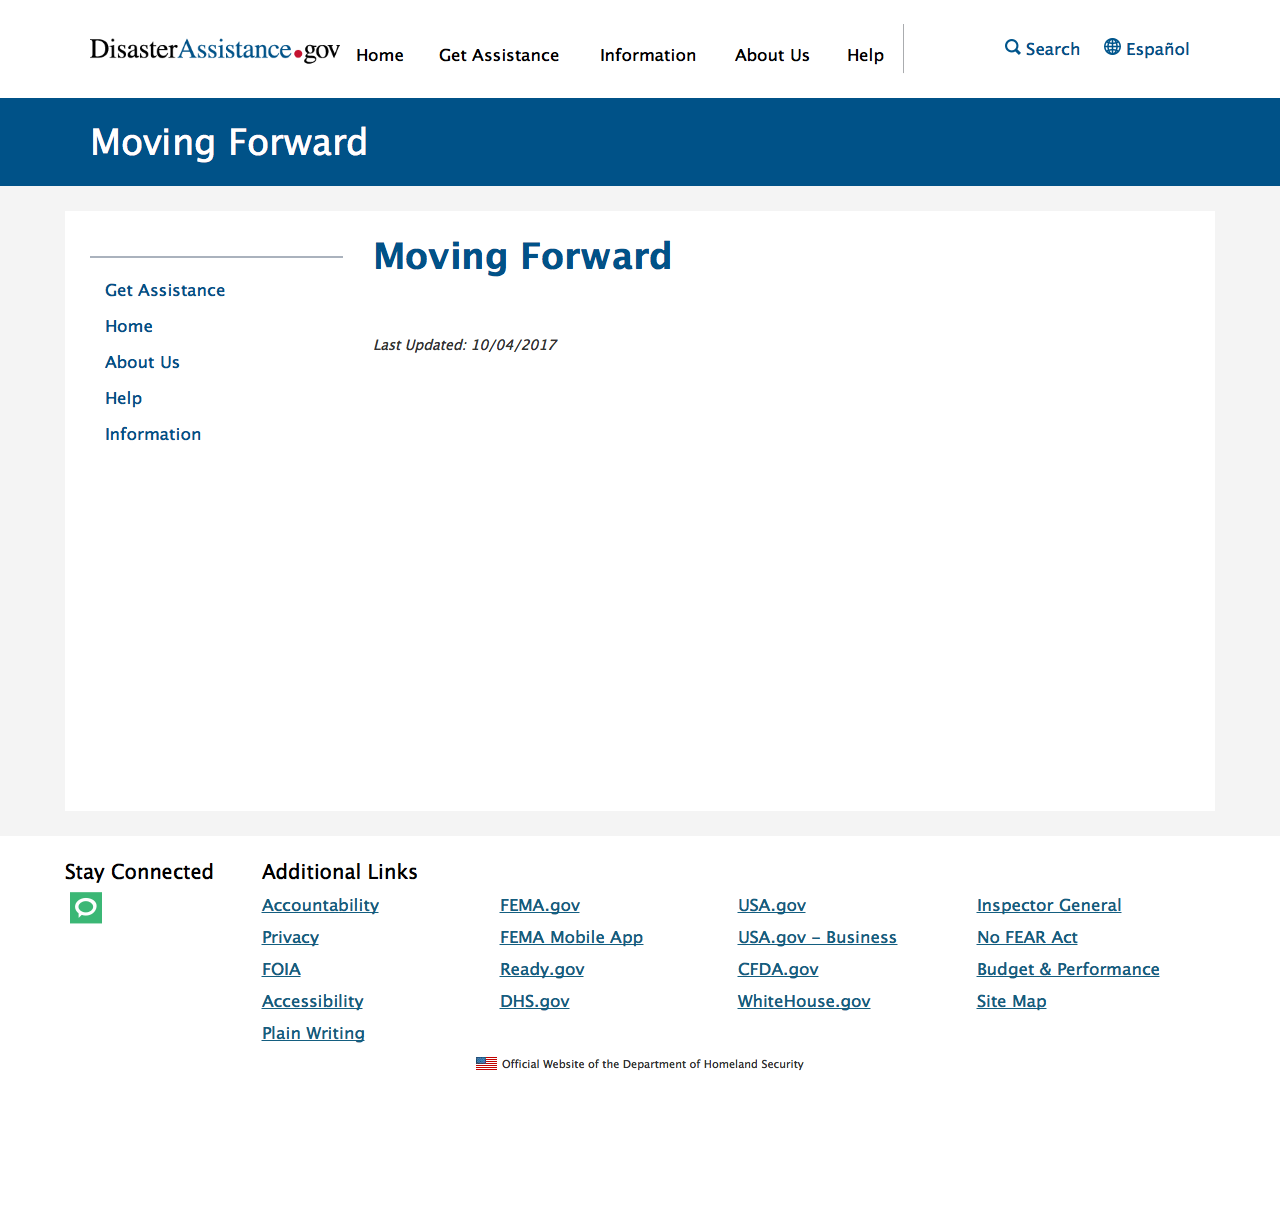 DisasterAssistance.gov Home Get Assistance Information About Us Help Search Español
Moving Forward
Moving Forward
Get Assistance
Home
About Us
Help
Information
Last Updated: 10/04/2017
Stay Connected
Additional Links
Accountability FEMA.gov USA.gov Inspector General
Privacy FEMA Mobile App USA.gov – Business No FEAR Act
FOIA Ready.gov CFDA.gov Budget & Performance
Accessibility DHS.gov WhiteHouse.gov Site Map
Plain Writing
Official Website of the Department of Homeland Security